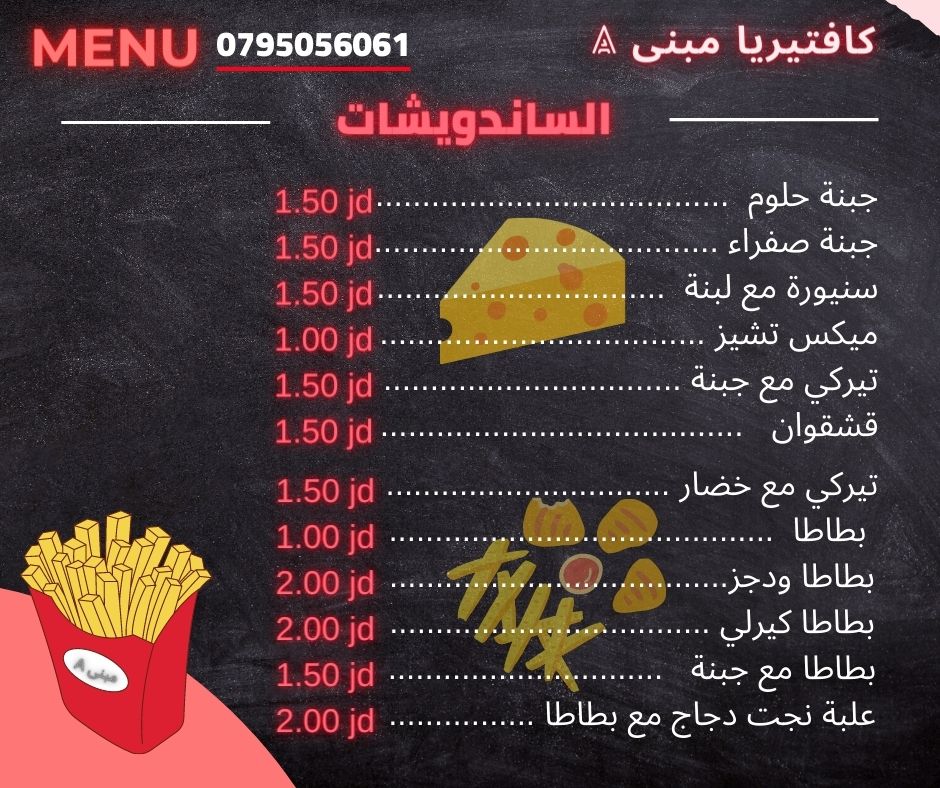 MENU 0795056061 كافتيريا مبنى A
الساندويشات
جبنة حلوم ..................................... 1.50 jd
جبنة صفراء .................................... 1.50 jd
سنيورة مع لبنة .............................. 1.50 jd
ميكس تشيز .................................. 1.00 jd
تيركي مع جبنة ............................... 1.50 jd
قشقوان ...................................... 1.50 jd
تيركي مع خضار .............................. 1.50 jd
بطاطا ........................................ 1.00 jd
بطاطا ودجز ................................... 2.00 jd
بطاطا كيرلي ................................. 2.00 jd
بطاطا مع جبنة ............................ 1.50 jd
علبة نجت دجاج مع بطاطا ............... 2.00 jd
مبنى A